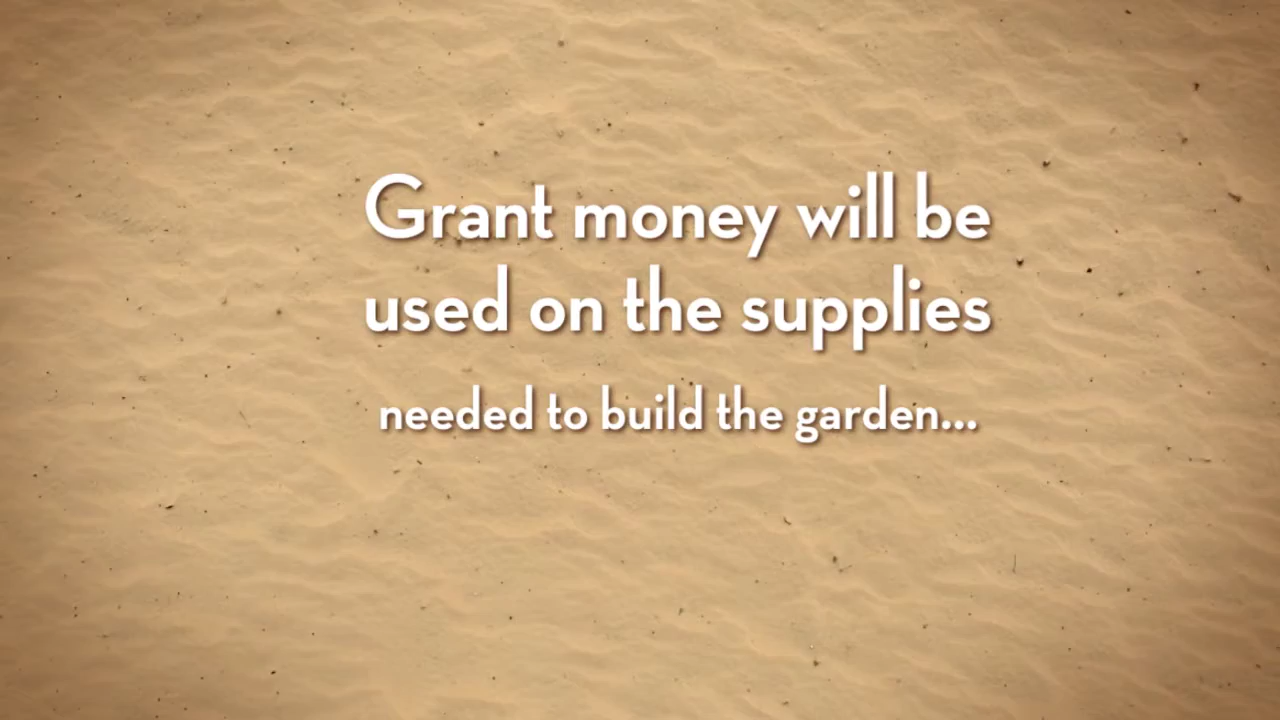 Grant money will be
used on the supplies
needed to build the garden...